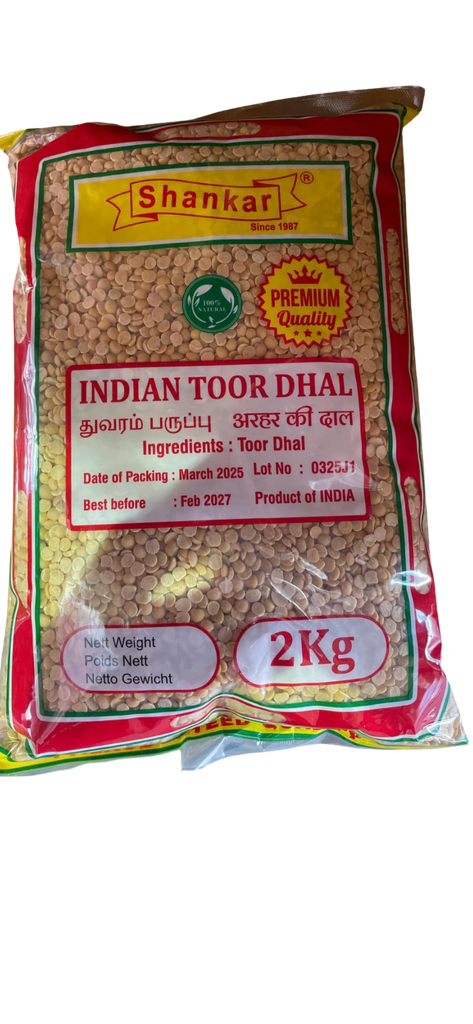 Shankar®
Since 1987
100%
NATURAL
PREMIUM
Quality
INDIAN TOOR DHAL
துவரம் பருப்பு अरहर की दाल
Ingredients : Toor Dhal
Date of Packing : March 2025 Lot No : 0325J1
Best before : Feb 2027 Product of INDIA
Nett Weight
Poids Nett
Netto Gewicht
2Kg